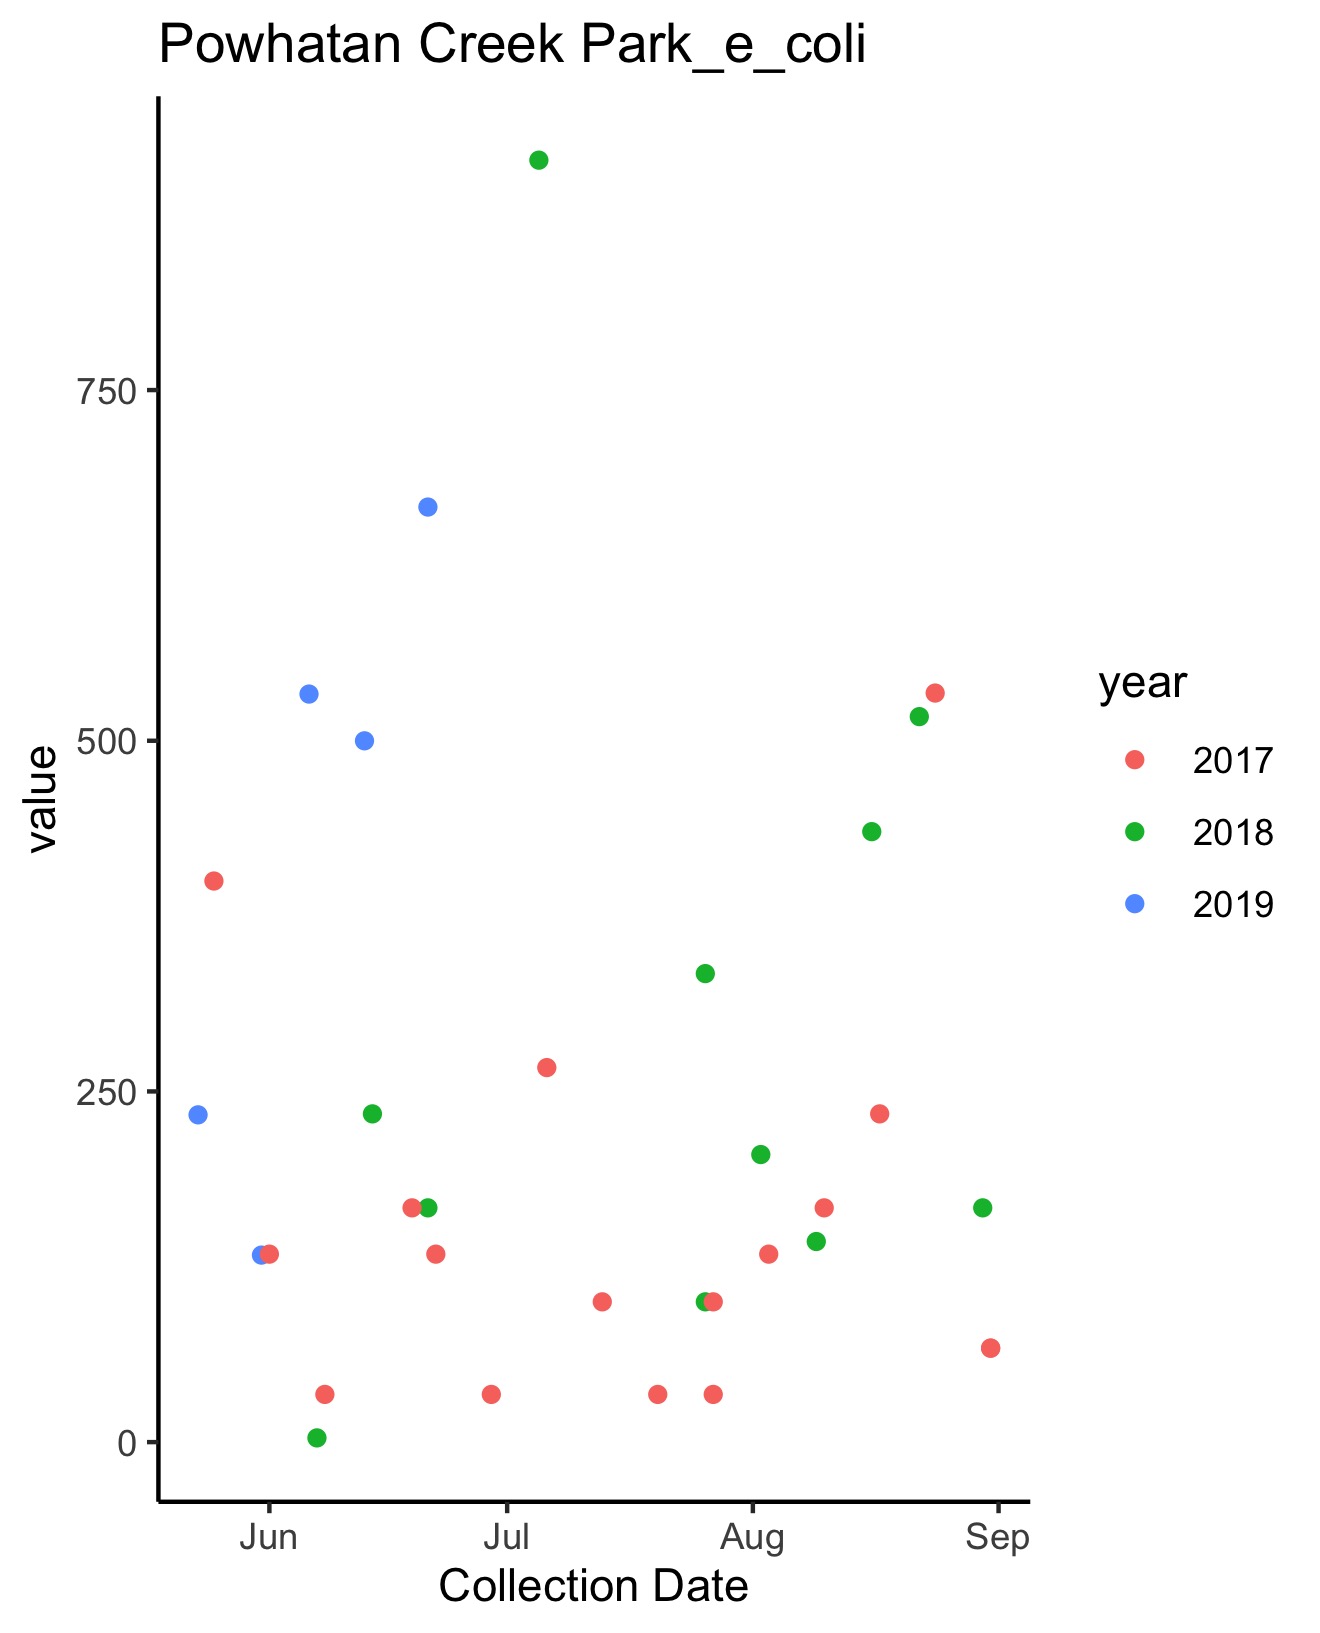 Powhatan Creek Park_e_coli
750
500
250
0
value
Jun Jul Aug Sep
Collection Date
year
2017
2018
2019